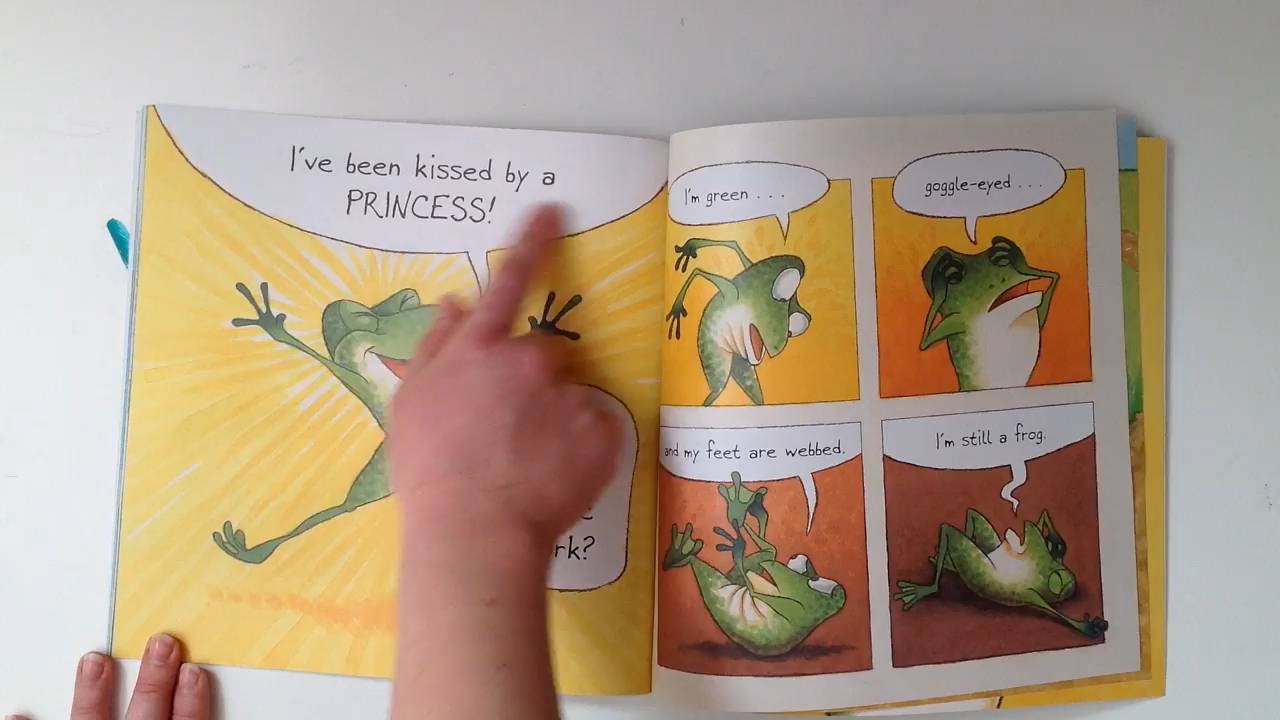 I've been kissed by a
PRINCESS!
rk?
I'm green . . .
goggle-eyed . . .
and my feet are webbed.
I'm still a frog.